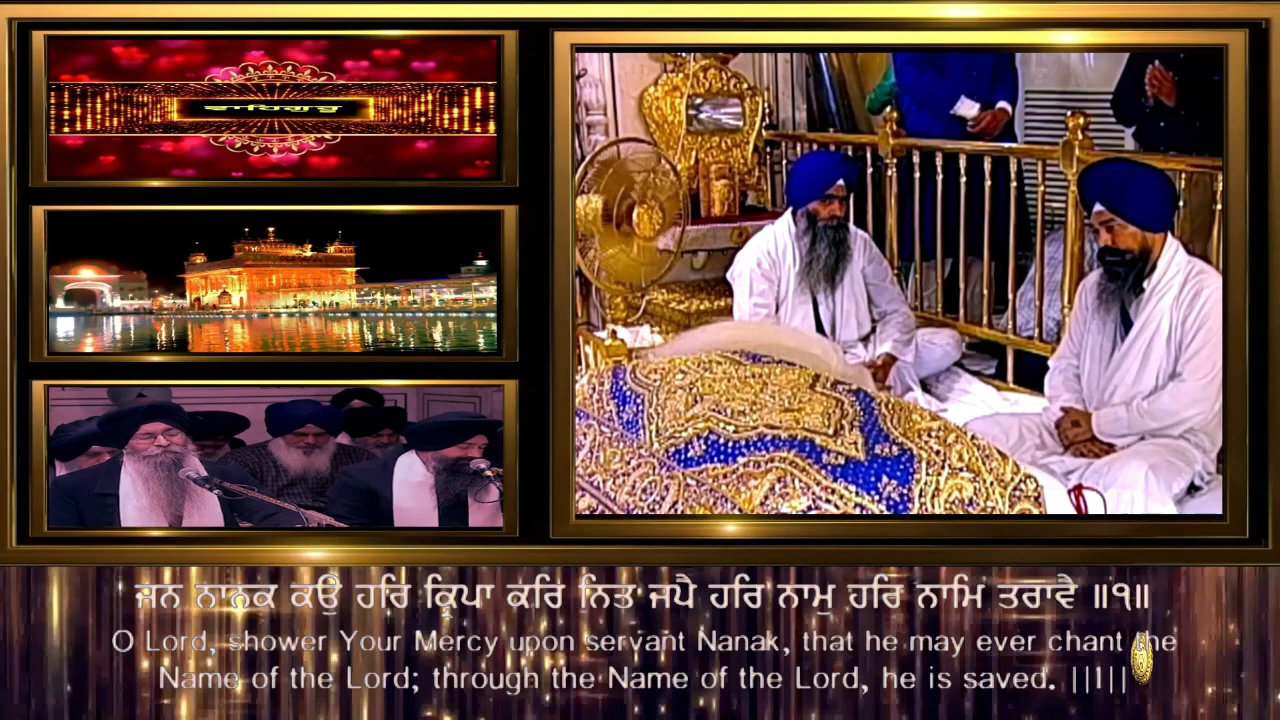 ਵਾਹਿਗੁਰੂ
ਜਨ ਨਾਨਕ ਕਉ ਹਰਿ ਕ੍ਰਿਪਾ ਕਰਿ ਨਿਤ ਜਪੈ ਹਰਿ ਨਾਮੁ ਹਰਿ ਨਾਮਿ ਤਰਾਵੈ ॥੧॥
O Lord, shower Your Mercy upon servant Nanak, that he may ever chant the
Name of the Lord; through the Name of the Lord, he is saved. ||1||